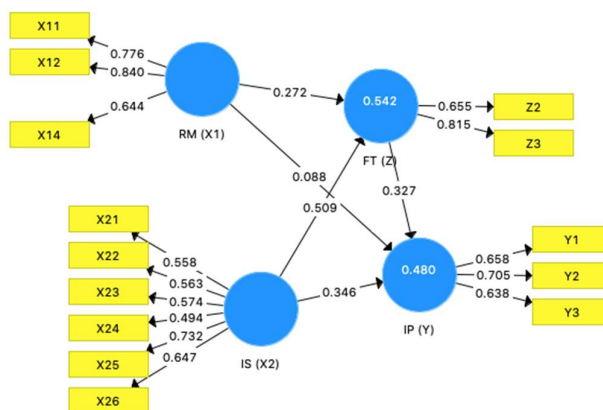 X11
X12
X14
0.776
0.840
0.644
RM (X1)
0.272
0.542
FT (Z)
0.655
0.815
Z2
Z3
0.088
0.509
0.327
X21
X22
X23
X24
X25
X26
0.558
0.563
0.574
0.494
0.732
0.647
IS (X2)
0.346
0.480
IP (Y)
0.658
0.705
0.638
Y1
Y2
Y3